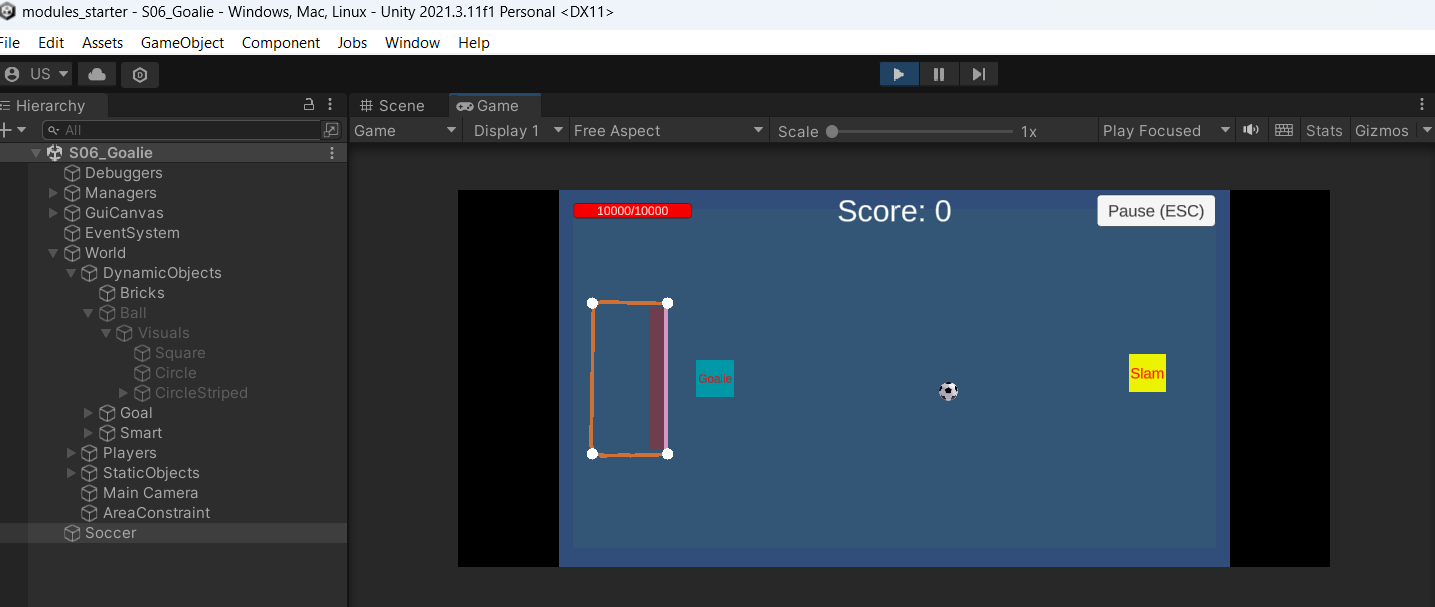 modules_starter - S06_Goalie - Windows, Mac, Linux - Unity 2021.3.11f1 Personal <DX11>
File Edit Assets GameObject Component Jobs Window Help
US
Hierarchy
All
S06_Goalie
Debuggers
Managers
GuiCanvas
EventSystem
World
DynamicObjects
Bricks
Ball
Visuals
Square
Circle
CircleStriped
Goal
Smart
Players
StaticObjects
Main Camera
AreaConstraint
Soccer
Scene Game
Game Display 1 Free Aspect Scale 1x Play Focused Stats Gizmos
10000/10000 Score: 0 Pause (ESC)
Goalie
Slam